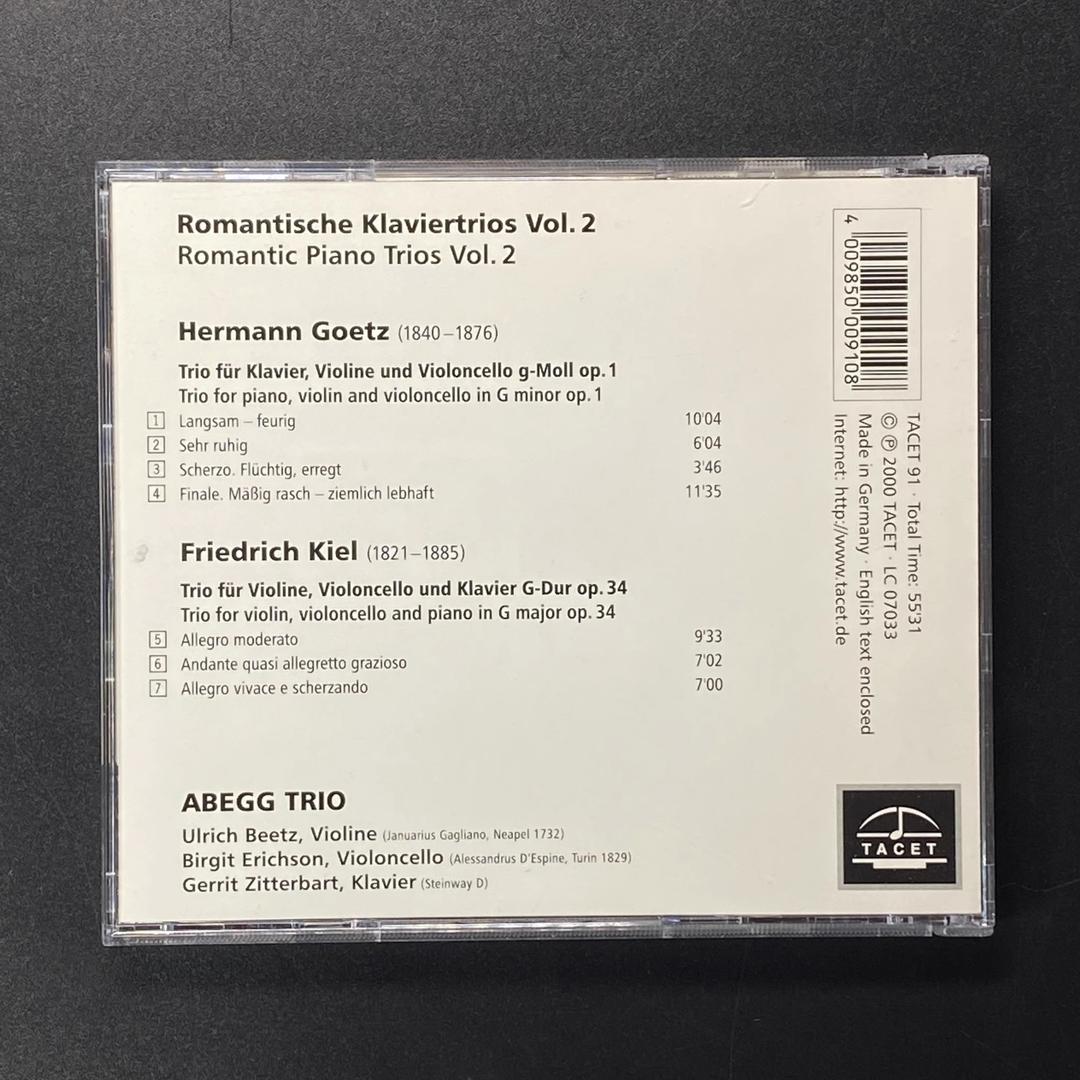 Romantische Klaviertrios Vol. 2
Romantic Piano Trios Vol. 2
Hermann Goetz (1840–1876)
Trio für Klavier, Violine und Violoncello g-Moll op. 1
Trio for piano, violin and violoncello in G minor op. 1
1 Langsam – feurig 10'04
2 Sehr ruhig 6'04
3 Scherzo. Flüchtig, erregt 3'46
4 Finale. Mäßig rasch – ziemlich lebhaft 11'35
Friedrich Kiel (1821–1885)
Trio für Violine, Violoncello und Klavier G-Dur op. 34
Trio for violin, violoncello and piano in G major op. 34
5 Allegro moderato 9'33
6 Andante quasi allegretto grazioso 7'02
7 Allegro vivace e scherzando 7'00
ABEGG TRIO
Ulrich Beetz, Violine (Januarius Gagliano, Neapel 1732)
Birgit Erichson, Violoncello (Alessandrus D'Espine, Turin 1829)
Gerrit Zitterbart, Klavier (Steinway D)
4 009850 009108
TACET 91 · Total Time: 55'31
© ℗ 2000 TACET · LC 07033
Made in Germany · English text enclosed
Internet: http://www.tacet.de
TACET